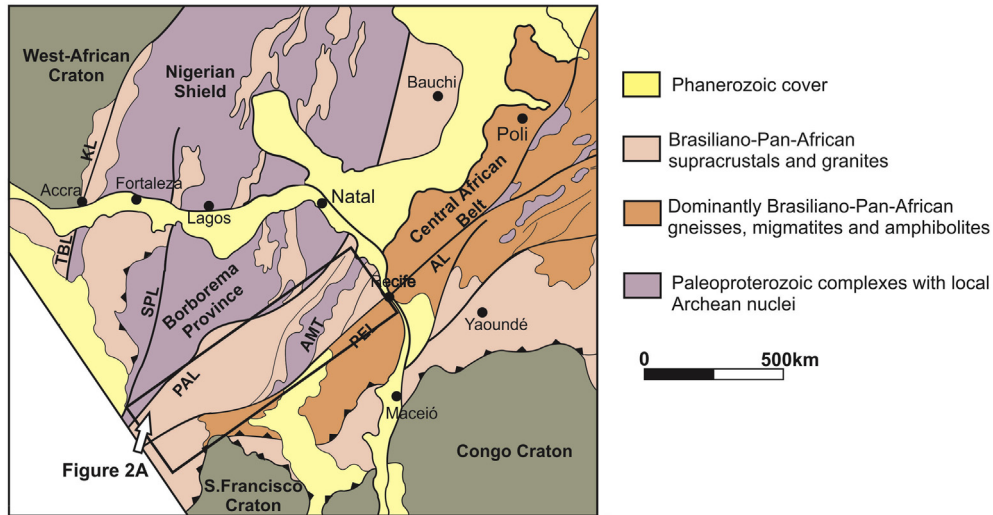 West-African
Craton
Nigerian
Shield
Bauchi
Poli
KL
Accra
Fortaleza
Lagos
Natal
Central African
Belt
TBL
SPL
Borborema
Province
AL
Recife
Yaoundé
AMT
PEL
PAL
Maceió
Figure 2A
Congo Craton
S.Francisco
Craton
Phanerozoic cover
Brasiliano-Pan-African
supracrustals and granites
Dominantly Brasiliano-Pan-African
gneisses, migmatites and amphibolites
Paleoproterozoic complexes with local
Archean nuclei
0 500km